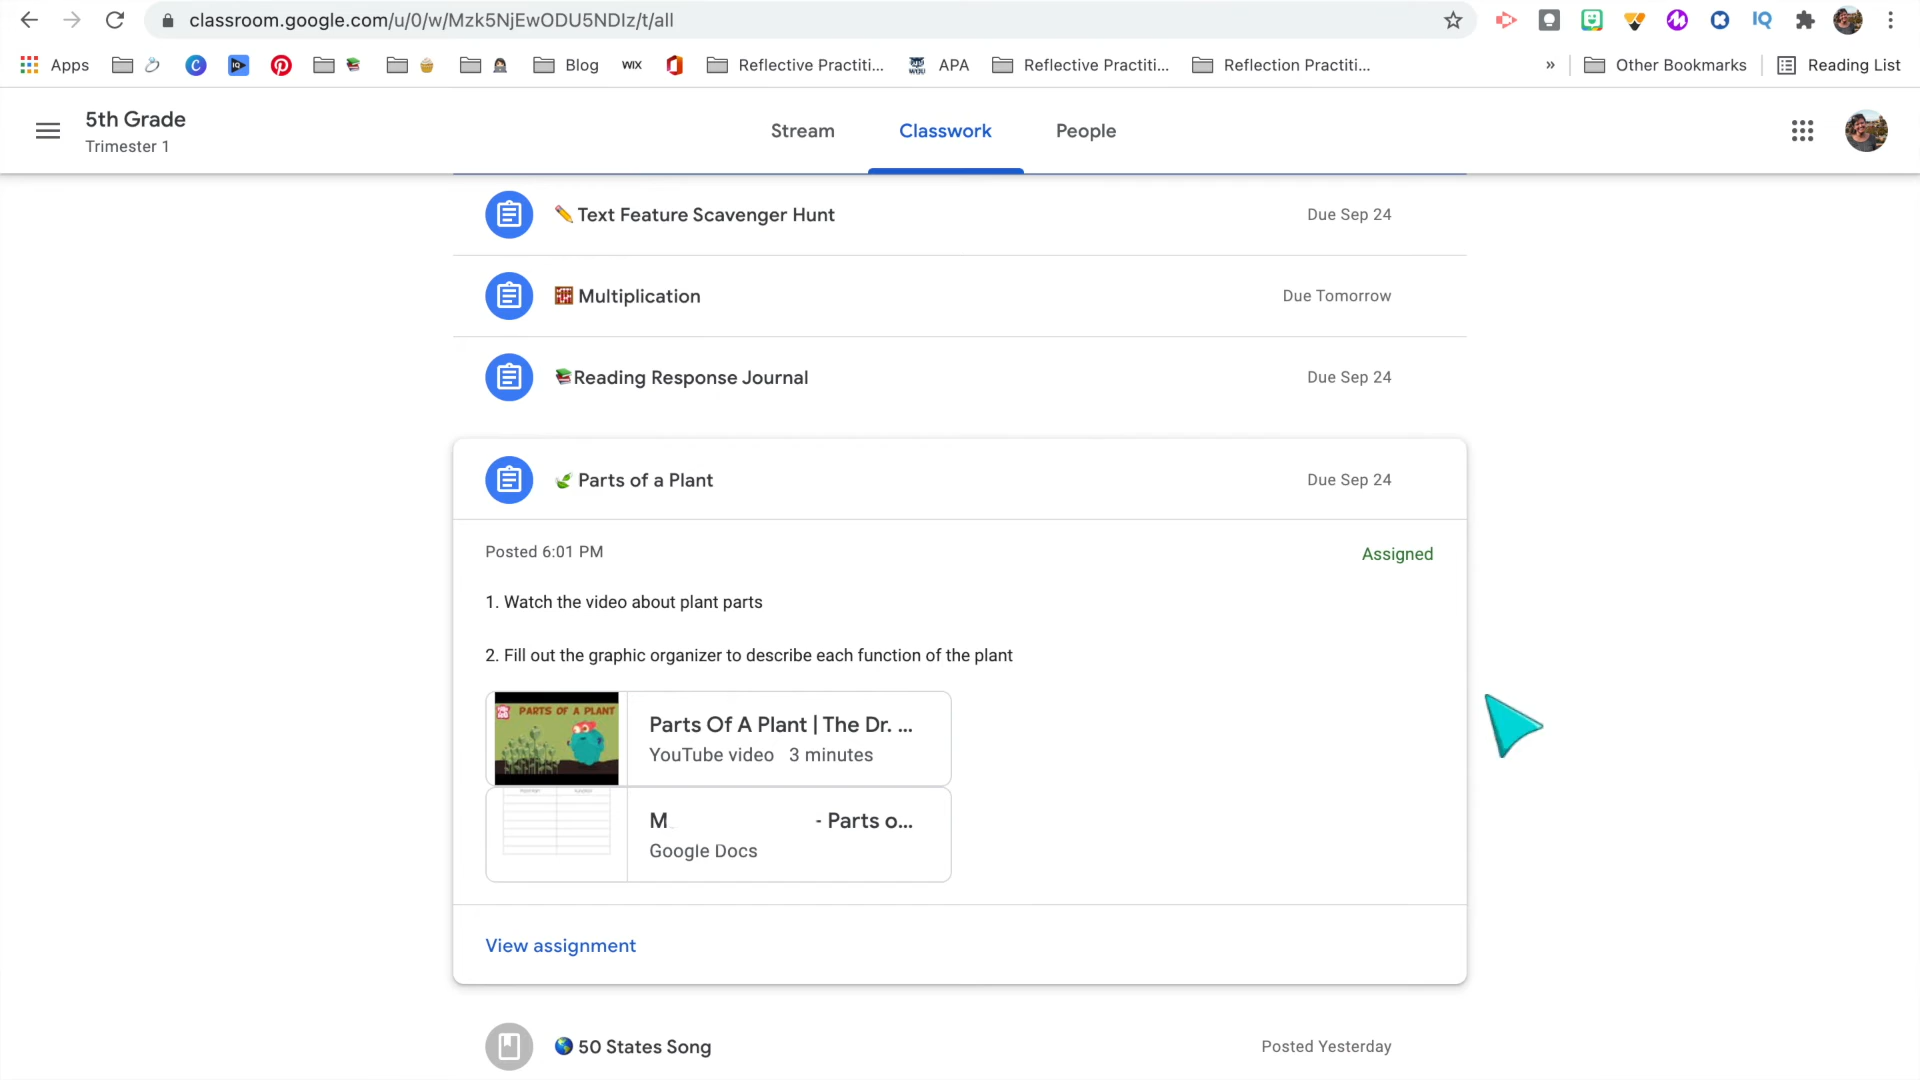 classroom.google.com/u/0/w/Mzk5NjEwODU5NDIz/t/all
IQ
Apps
Blog
WIX
Reflective Practiti...
APA
Reflective Practiti...
Reflection Practiti...
»
Other Bookmarks
Reading List
5th Grade
Trimester 1
Stream
Classwork
People
Text Feature Scavenger Hunt
Due Sep 24
Multiplication
Due Tomorrow
Reading Response Journal
Due Sep 24
Parts of a Plant
Due Sep 24
Posted 6:01 PM
Assigned
1. Watch the video about plant parts
2. Fill out the graphic organizer to describe each function of the plant
PARTS OF A PLANT
Parts Of A Plant | The Dr. ...
YouTube video 3 minutes
M - Parts o...
Google Docs
View assignment
50 States Song
Posted Yesterday